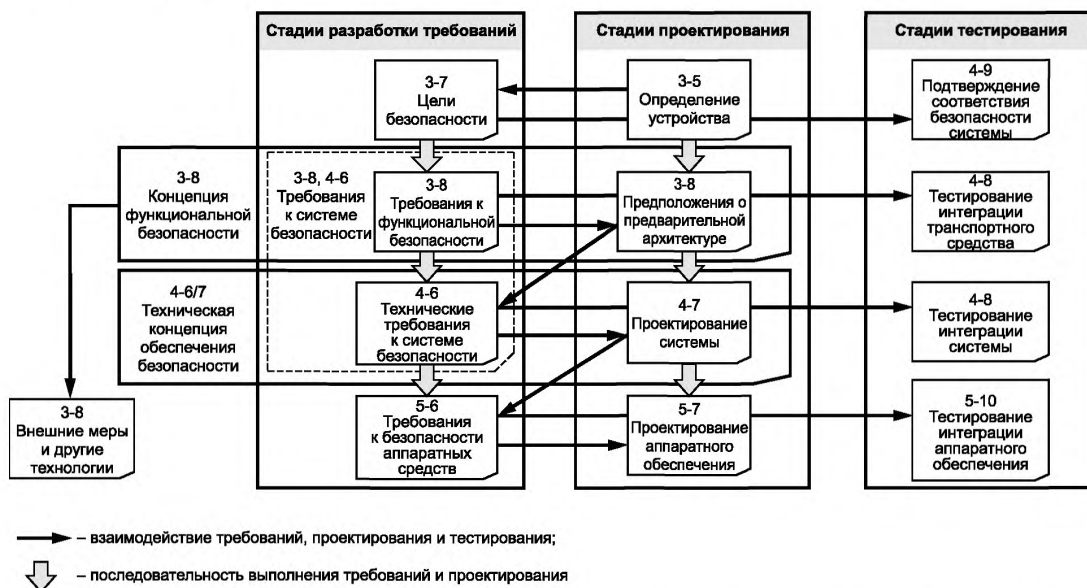 Стадии разработки требований
Стадии проектирования
Стадии тестирования
3-7
Цели
безопасности
3-5
Определение
устройства
4-9
Подтверждение
соответствия
безопасности
системы
3-8
Концепция
функциональной
безопасности
3-8, 4-6
Требования
к системе
безопасности
3-8
Требования к
функциональной
безопасности
3-8
Предположения о
предварительной
архитектуре
4-8
Тестирование
интеграции
транспортного
средства
4-6/7
Техническая
концепция
обеспечения
безопасности
4-6
Технические
требования
к системе
безопасности
4-7
Проектирование
системы
4-8
Тестирование
интеграции
системы
3-8
Внешние меры
и другие
технологии
5-6
Требования
к безопасности
аппаратных
средств
5-7
Проектирование
аппаратного
обеспечения
5-10
Тестирование
интеграции
аппаратного
обеспечения
– взаимодействие требований, проектирования и тестирования;
– последовательность выполнения требований и проектирования